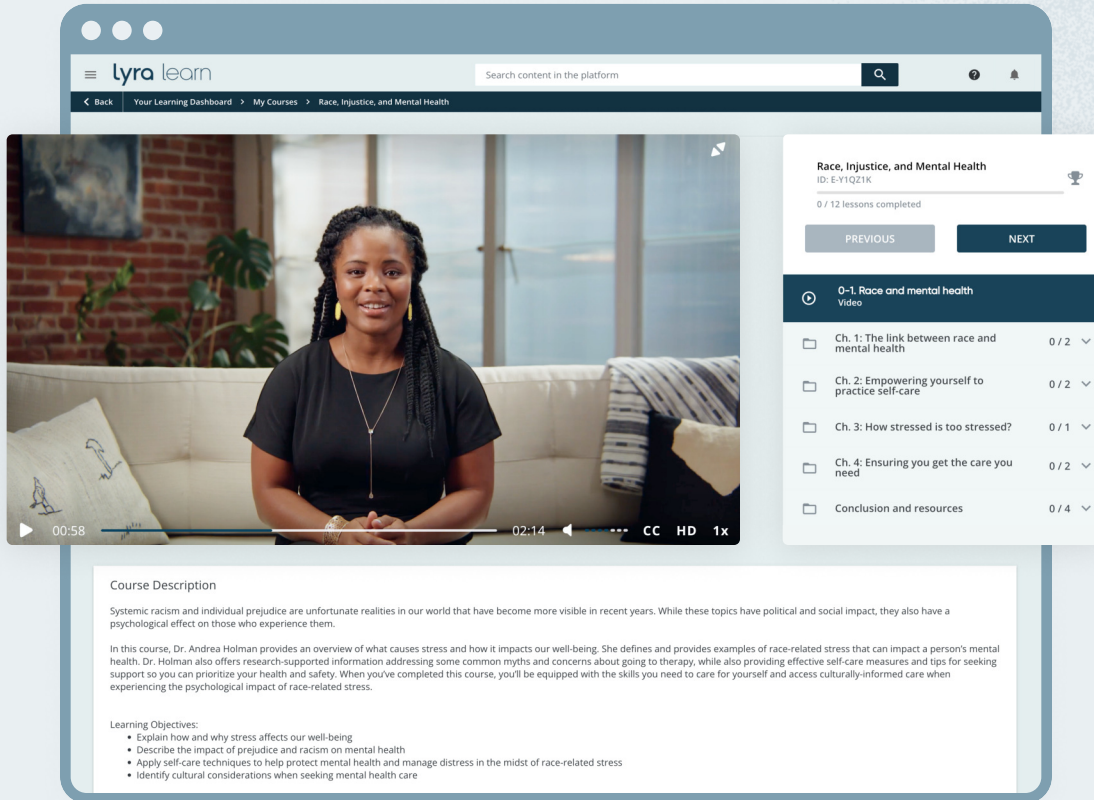 lyra learn
Search content in the platform
Back
Your Learning Dashboard > My Courses > Race, Injustice, and Mental Health
Race, Injustice, and Mental Health
ID: E-Y1QZ1K
0 / 12 lessons completed
PREVIOUS
NEXT
0-1. Race and mental health
Video
Ch. 1: The link between race and
mental health
0 / 2
Ch. 2: Empowering yourself to
practice self-care
0 / 2
Ch. 3: How stressed is too stressed?
0 / 1
Ch. 4: Ensuring you get the care you
need
0 / 2
Conclusion and resources
0 / 4
00:58
02:14
CC HD 1x
Course Description
Systemic racism and individual prejudice are unfortunate realities in our world that have become more visible in recent years. While these topics have political and social impact, they also have a
psychological effect on those who experience them.
In this course, Dr. Andrea Holman provides an overview of what causes stress and how it impacts our well-being. She defines and provides examples of race-related stress that can impact a person's mental
health. Dr. Holman also offers research-supported information addressing some common myths and concerns about going to therapy, while also providing effective self-care measures and tips for seeking
support so you can prioritize your health and safety. When you've completed this course, you'll be equipped with the skills you need to care for yourself and access culturally-informed care when
experiencing the psychological impact of race-related stress.
Learning Objectives:
• Explain how and why stress affects our well-being
• Describe the impact of prejudice and racism on mental health
• Apply self-care techniques to help protect mental health and manage distress in the midst of race-related stress
• Identify cultural considerations when seeking mental health care